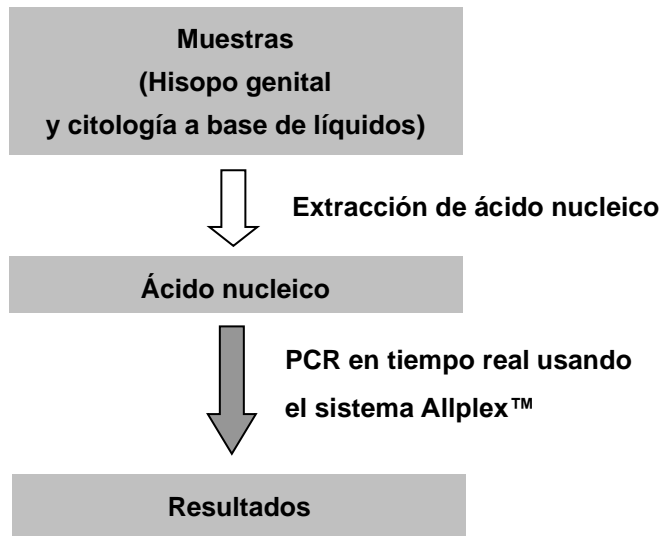 Muestras
(Hisopo genital
y citología a base de líquidos)
Extracción de ácido nucleico
Ácido nucleico
PCR en tiempo real usando
el sistema Allplex™
Resultados